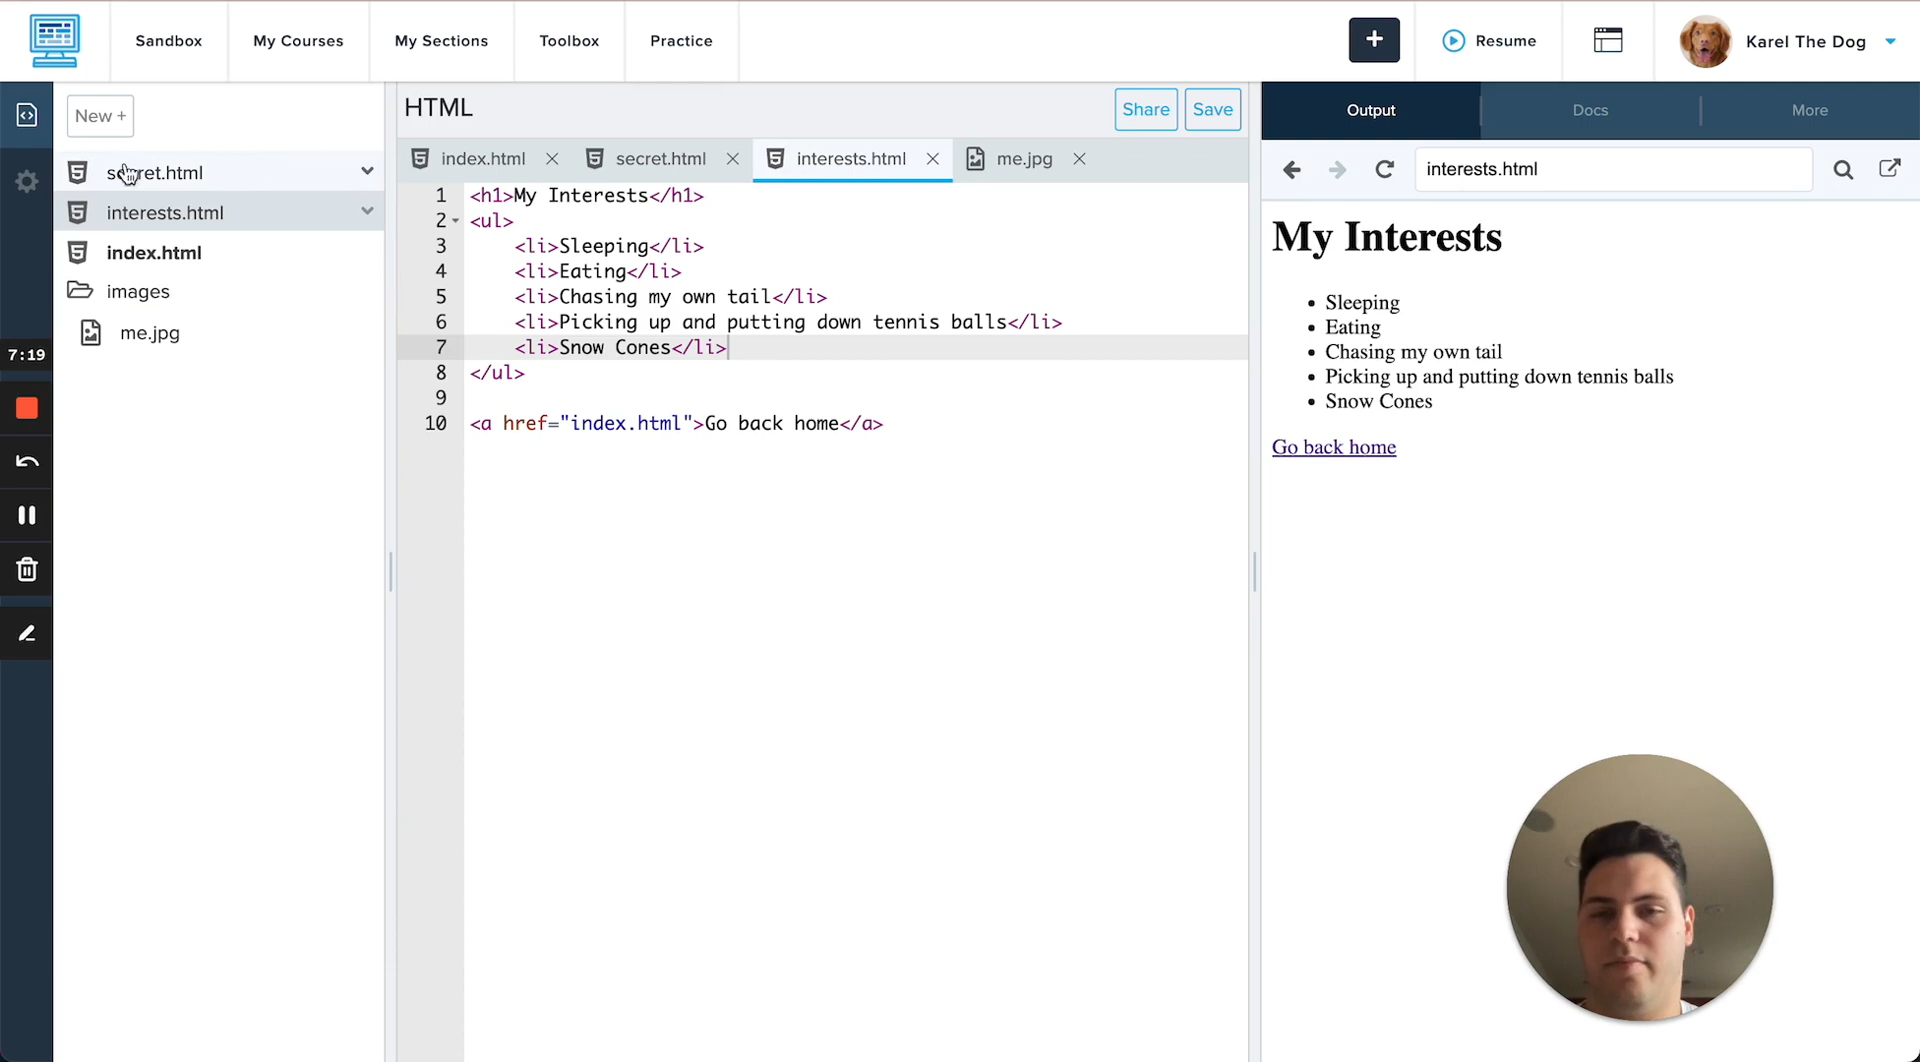 Sandbox
My Courses
My Sections
Toolbox
Practice
+
Resume
Karel The Dog
New +
secret.html
interests.html
index.html
images
me.jpg
7:19
HTML
Share
Save
index.html
secret.html
interests.html
me.jpg
1 <h1>My Interests</h1>
2 <ul>
3 <li>Sleeping</li>
4 <li>Eating</li>
5 <li>Chasing my own tail</li>
6 <li>Picking up and putting down tennis balls</li>
7 <li>Snow Cones</li>
8 </ul>
9
10 <a href="index.html">Go back home</a>
Output
Docs
More
interests.html
My Interests
• Sleeping
• Eating
• Chasing my own tail
• Picking up and putting down tennis balls
• Snow Cones
Go back home